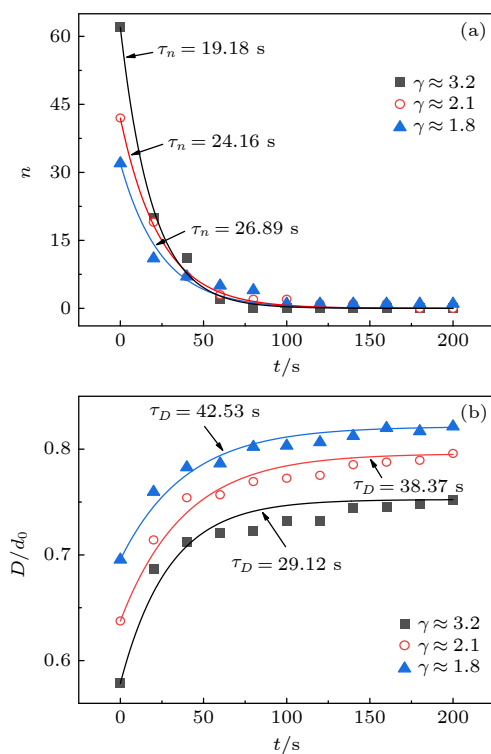 (a)
τn = 19.18 s
γ ≈ 3.2
γ ≈ 2.1
γ ≈ 1.8
τn = 24.16 s
τn = 26.89 s
60
45
30
15
0
n
0 50 100 150 200
t/s
(b)
τD = 42.53 s
τD = 38.37 s
τD = 29.12 s
0.8
0.7
0.6
D/d0
γ ≈ 3.2
γ ≈ 2.1
γ ≈ 1.8
0 50 100 150 200
t/s